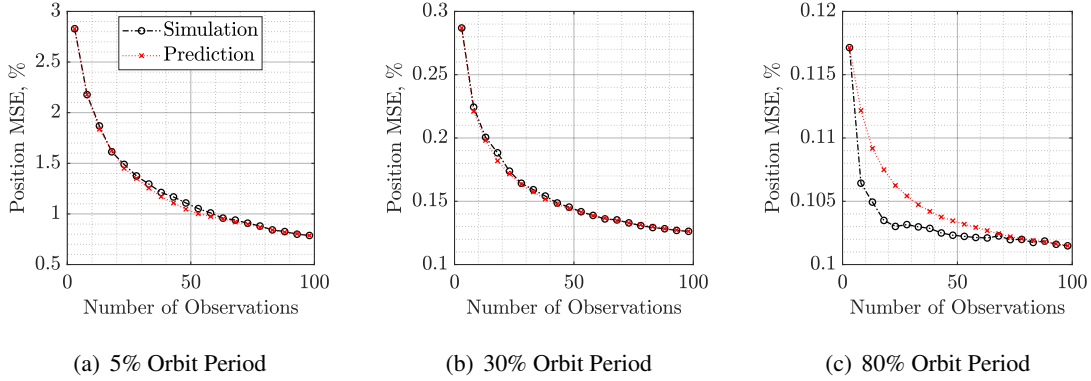 3
2.5
2
1.5
1
0.5
0
50
100
Position MSE, %
Number of Observations
Simulation
Prediction
(a) 5% Orbit Period
0.3
0.25
0.2
0.15
0.1
0
50
100
Position MSE, %
Number of Observations
(b) 30% Orbit Period
0.12
0.115
0.11
0.105
0.1
0
50
100
Position MSE, %
Number of Observations
(c) 80% Orbit Period